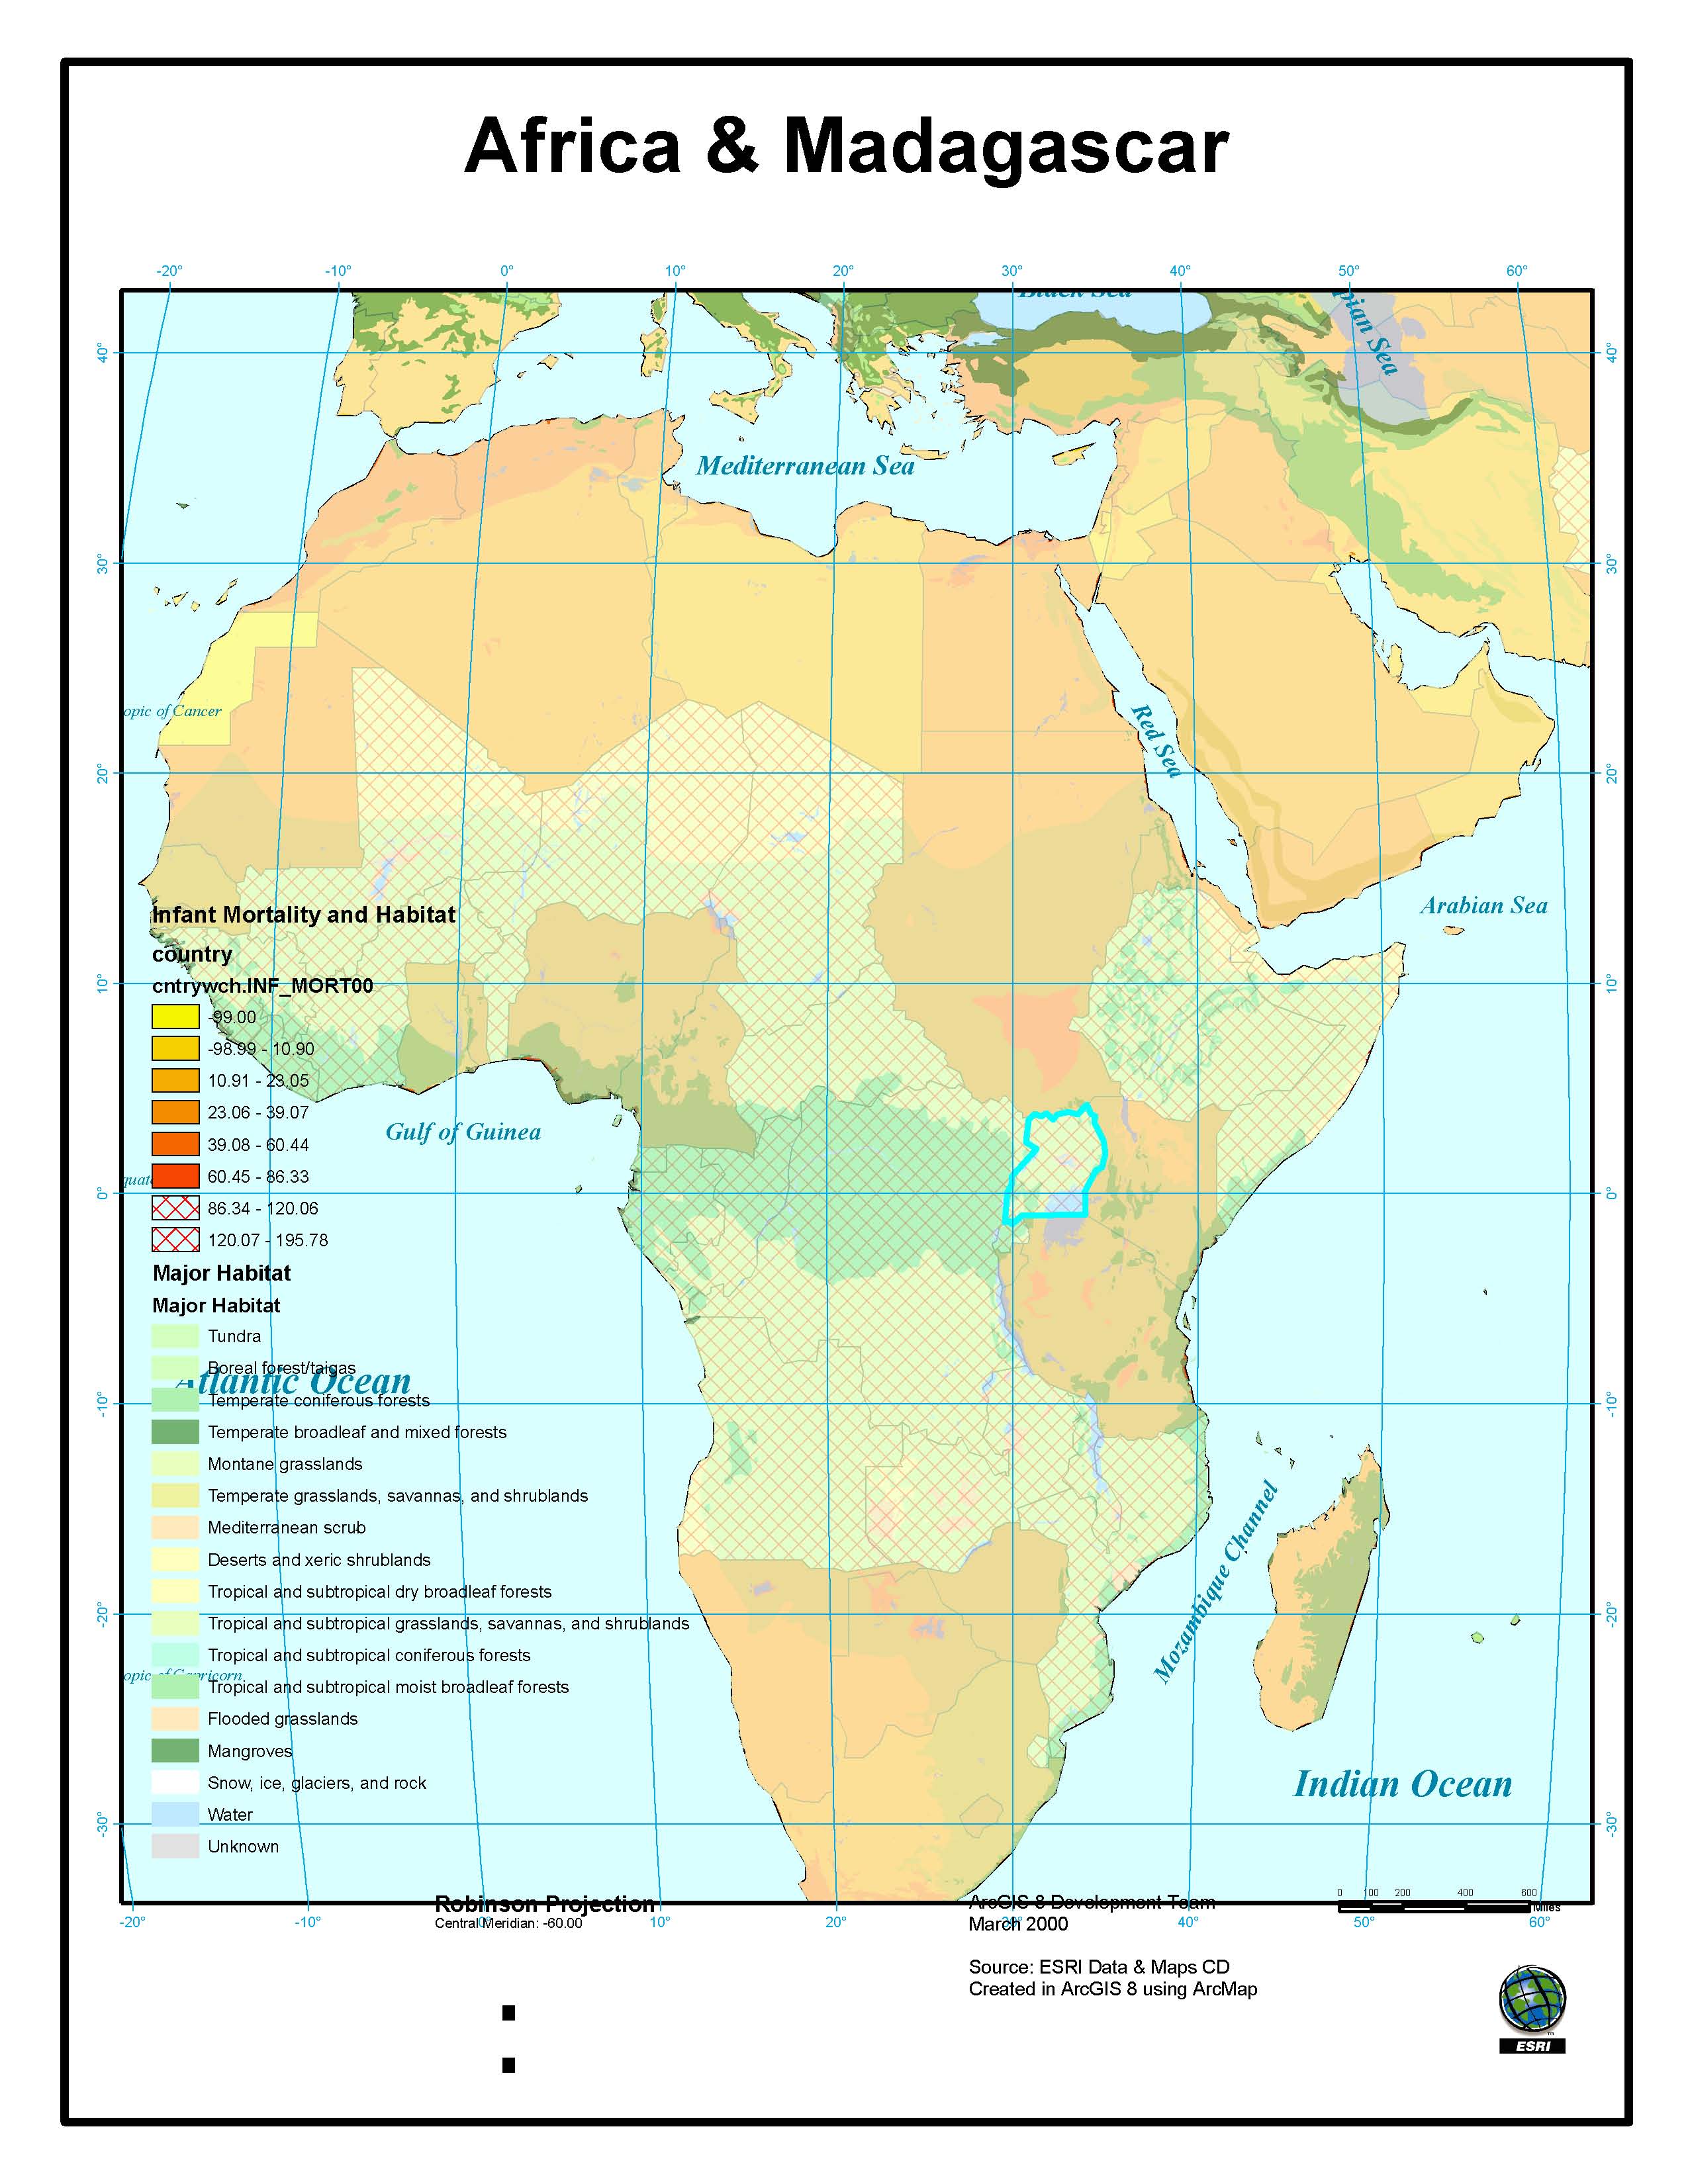 Africa & Madagascar
-20° -10° 0° 10° 20° 30° 40° 50° 60°
Black Sea
pian Sea
40° 40°
Mediterranean Sea
30° 30°
opic of Cancer
Red Sea
20° 20°
Arabian Sea
Infant Mortality and Habitat
country
cntrywch.INF_MORT00
10° 10°
-99.00
-98.99 - 10.90
10.91 - 23.05
23.06 - 39.07
Gulf of Guinea
39.08 - 60.44
60.45 - 86.33
quat
0° 0°
86.34 - 120.06
120.07 - 195.78
Major Habitat
Major Habitat
Tundra
Boreal forest/taigas
Atlantic Ocean
Temperate coniferous forests
-10° -10°
Temperate broadleaf and mixed forests
Montane grasslands
Temperate grasslands, savannas, and shrublands
Mediterranean scrub
Mozambique Channel
Deserts and xeric shrublands
Tropical and subtropical dry broadleaf forests
-20° -20°
Tropical and subtropical grasslands, savannas, and shrublands
Tropical and subtropical coniferous forests
opic of Capricorn
Tropical and subtropical moist broadleaf forests
Flooded grasslands
Mangroves
Indian Ocean
Snow, ice, glaciers, and rock
Water
-30° -30°
Unknown
0 100 200 400 600
Miles
Robinson Projection
Central Meridian: -60.00
ArcGIS 8 Development Team
March 2000
-20° -10° 0° 10° 20° 30° 40° 50° 60°
Source: ESRI Data & Maps CD
Created in ArcGIS 8 using ArcMap
TM
ESRI